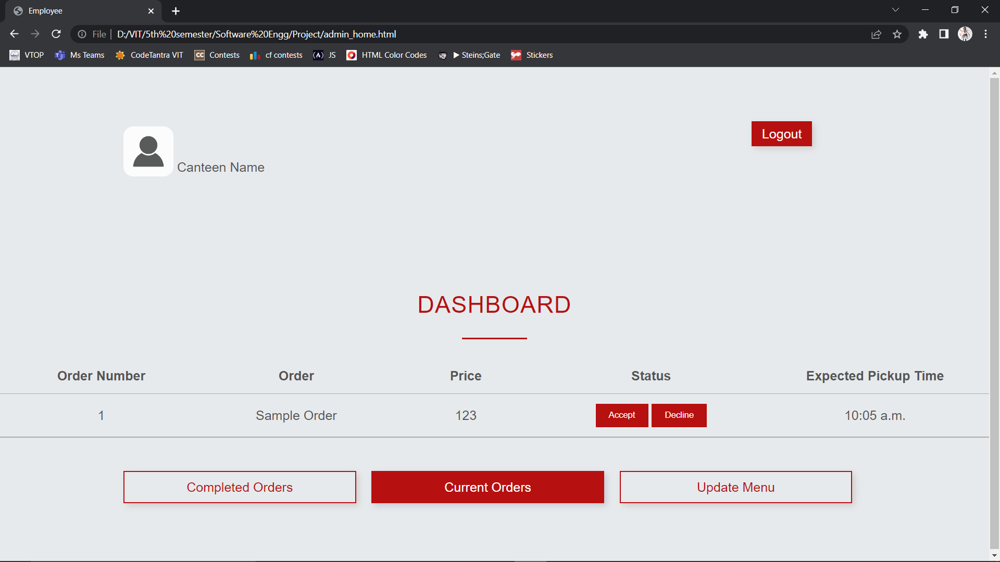 Employee
File D:/VIT/5th%20semester/Software%20Engg/Project/admin_home.html
VTOP Ms Teams CodeTantra VIT CC Contests cf contests (A) JS HTML Color Codes ▶ Steins;Gate Stickers
Logout
Canteen Name
DASHBOARD
Order Number Order Price Status Expected Pickup Time
1 Sample Order 123 Accept Decline 10:05 a.m.
Completed Orders Current Orders Update Menu